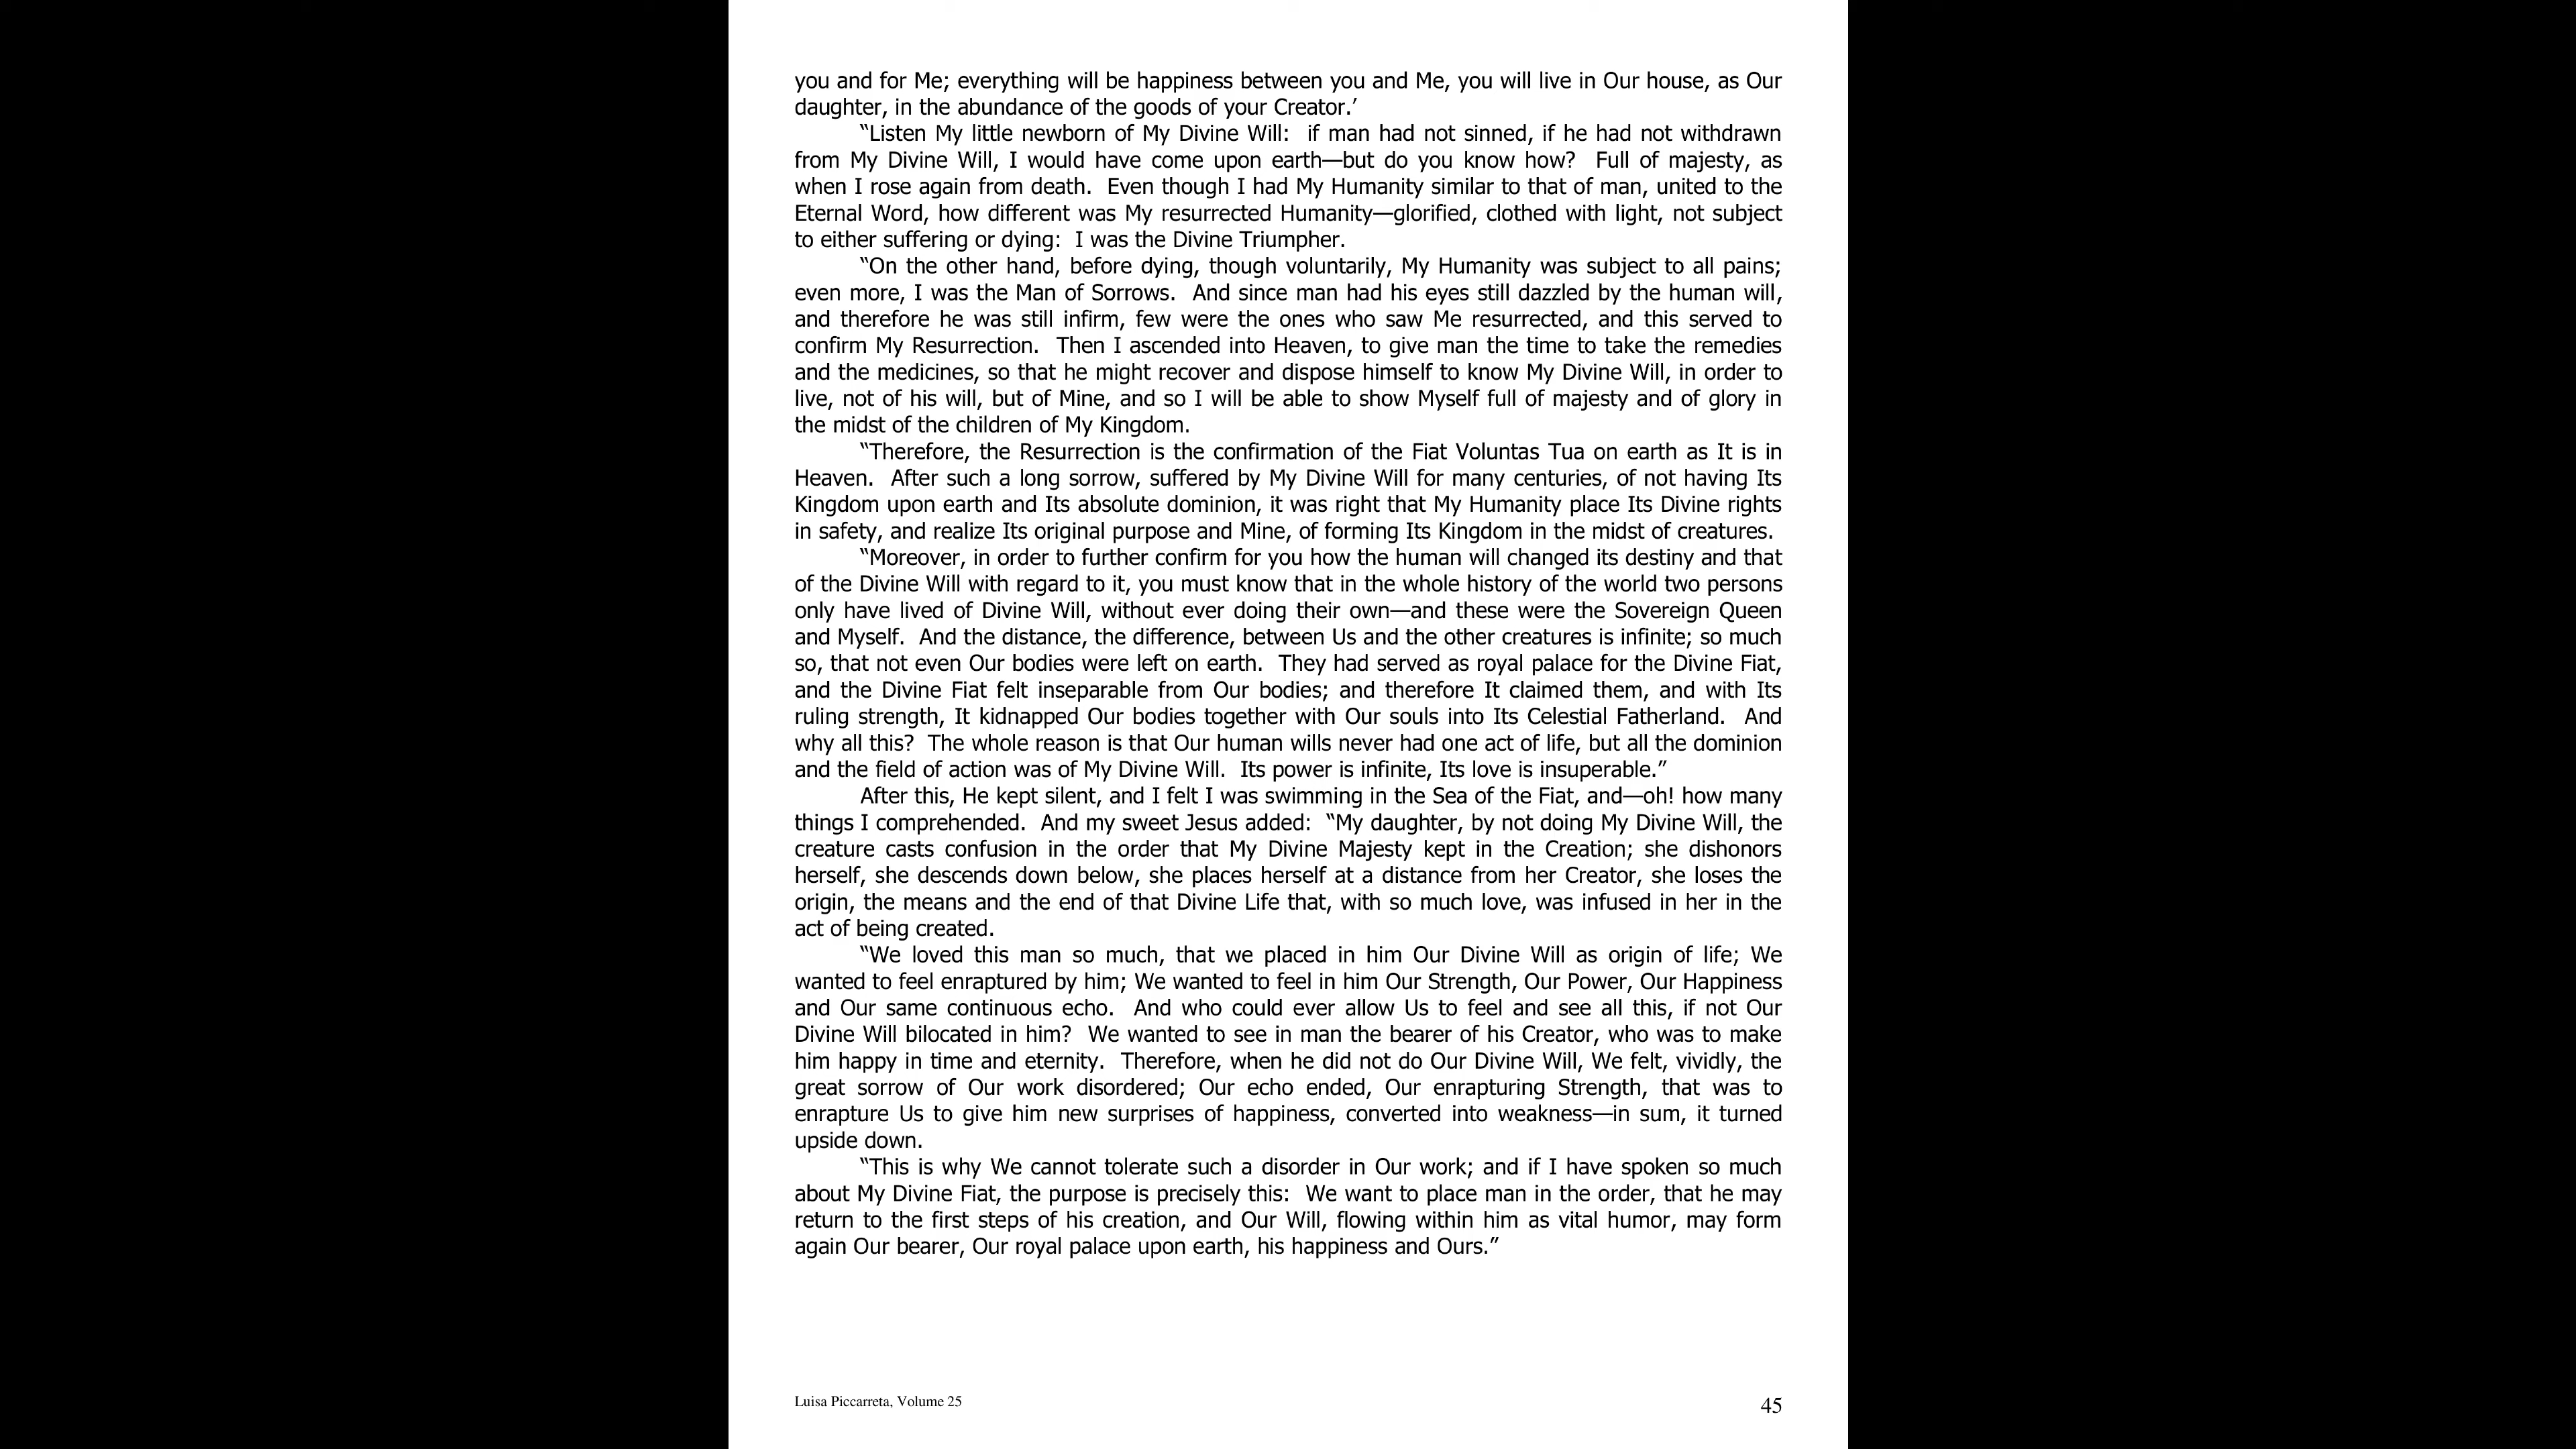 you and for Me; everything will be happiness between you and Me, you will live in Our house, as Our
daughter, in the abundance of the goods of your Creator.’
“Listen My little newborn of My Divine Will:  if man had not sinned, if he had not withdrawn
from My Divine Will, I would have come upon earth—but do you know how?  Full of majesty, as
when I rose again from death.  Even though I had My Humanity similar to that of man, united to the
Eternal Word, how different was My resurrected Humanity—glorified, clothed with light, not subject
to either suffering or dying:  I was the Divine Triumpher.
“On the other hand, before dying, though voluntarily, My Humanity was subject to all pains;
even more, I was the Man of Sorrows.  And since man had his eyes still dazzled by the human will,
and therefore he was still infirm, few were the ones who saw Me resurrected, and this served to
confirm My Resurrection.  Then I ascended into Heaven, to give man the time to take the remedies
and the medicines, so that he might recover and dispose himself to know My Divine Will, in order to
live, not of his will, but of Mine, and so I will be able to show Myself full of majesty and of glory in
the midst of the children of My Kingdom.
“Therefore, the Resurrection is the confirmation of the Fiat Voluntas Tua on earth as It is in
Heaven.  After such a long sorrow, suffered by My Divine Will for many centuries, of not having Its
Kingdom upon earth and Its absolute dominion, it was right that My Humanity place Its Divine rights
in safety, and realize Its original purpose and Mine, of forming Its Kingdom in the midst of creatures.
“Moreover, in order to further confirm for you how the human will changed its destiny and that
of the Divine Will with regard to it, you must know that in the whole history of the world two persons
only have lived of Divine Will, without ever doing their own—and these were the Sovereign Queen
and Myself.  And the distance, the difference, between Us and the other creatures is infinite; so much
so, that not even Our bodies were left on earth.  They had served as royal palace for the Divine Fiat,
and the Divine Fiat felt inseparable from Our bodies; and therefore It claimed them, and with Its
ruling strength, It kidnapped Our bodies together with Our souls into Its Celestial Fatherland.  And
why all this?  The whole reason is that Our human wills never had one act of life, but all the dominion
and the field of action was of My Divine Will.  Its power is infinite, Its love is insuperable.”
After this, He kept silent, and I felt I was swimming in the Sea of the Fiat, and—oh! how many
things I comprehended.  And my sweet Jesus added:  “My daughter, by not doing My Divine Will, the
creature casts confusion in the order that My Divine Majesty kept in the Creation; she dishonors
herself, she descends down below, she places herself at a distance from her Creator, she loses the
origin, the means and the end of that Divine Life that, with so much love, was infused in her in the
act of being created.
“We loved this man so much, that we placed in him Our Divine Will as origin of life; We
wanted to feel enraptured by him; We wanted to feel in him Our Strength, Our Power, Our Happiness
and Our same continuous echo.  And who could ever allow Us to feel and see all this, if not Our
Divine Will bilocated in him?  We wanted to see in man the bearer of his Creator, who was to make
him happy in time and eternity.  Therefore, when he did not do Our Divine Will, We felt, vividly, the
great sorrow of Our work disordered; Our echo ended, Our enrapturing Strength, that was to
enrapture Us to give him new surprises of happiness, converted into weakness—in sum, it turned
upside down.
“This is why We cannot tolerate such a disorder in Our work; and if I have spoken so much
about My Divine Fiat, the purpose is precisely this:  We want to place man in the order, that he may
return to the first steps of his creation, and Our Will, flowing within him as vital humor, may form
again Our bearer, Our royal palace upon earth, his happiness and Ours.”
Luisa Piccarreta, Volume 25
45